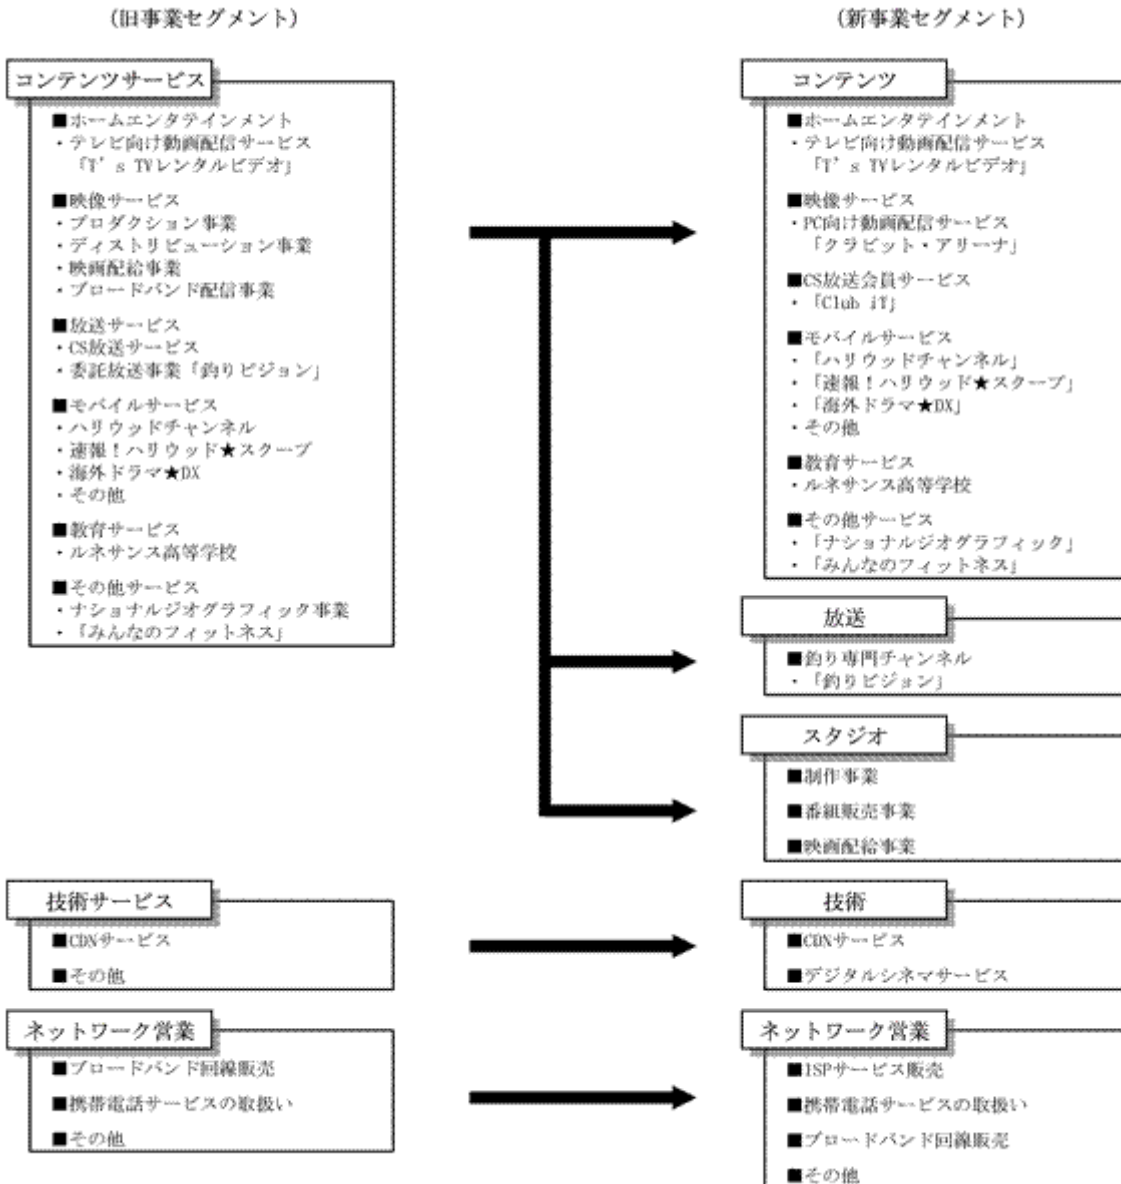 (旧事業セグメント)
コンテンツサービス
■ホームエンタテインメント
・テレビ向け動画配信サービス
「T's TVレンタルビデオ」
■映像サービス
・プロダクション事業
・ディストリビューション事業
・映画配給事業
・ブロードバンド配信事業
■放送サービス
・CS放送サービス
・委託放送事業「釣りビジョン」
■モバイルサービス
・ハリウッドチャンネル
・速報！ハリウッド★スクープ
・海外ドラマ★DX
・その他
■教育サービス
・ルネサンス高等学校
■その他サービス
・ナショナルジオグラフィック事業
・「みんなのフィットネス」
技術サービス
■CDNサービス
■その他
ネットワーク営業
■ブロードバンド回線販売
■携帯電話サービスの取扱い
■その他
(新事業セグメント)
コンテンツ
■ホームエンタテインメント
・テレビ向け動画配信サービス
「T's TVレンタルビデオ」
■映像サービス
・PC向け動画配信サービス
「クラビット・アリーナ」
■CS放送会員サービス
・「Club iT」
■モバイルサービス
・「ハリウッドチャンネル」
・「速報！ハリウッド★スクープ」
・「海外ドラマ★DX」
・その他
■教育サービス
・ルネサンス高等学校
■その他サービス
・「ナショナルジオグラフィック」
・「みんなのフィットネス」
放送
■釣り専門チャンネル
・「釣りビジョン」
スタジオ
■制作事業
■番組販売事業
■映画配給事業
技術
■CDNサービス
■デジタルシネマサービス
ネットワーク営業
■ISPサービス販売
■携帯電話サービスの取扱い
■ブロードバンド回線販売
■その他